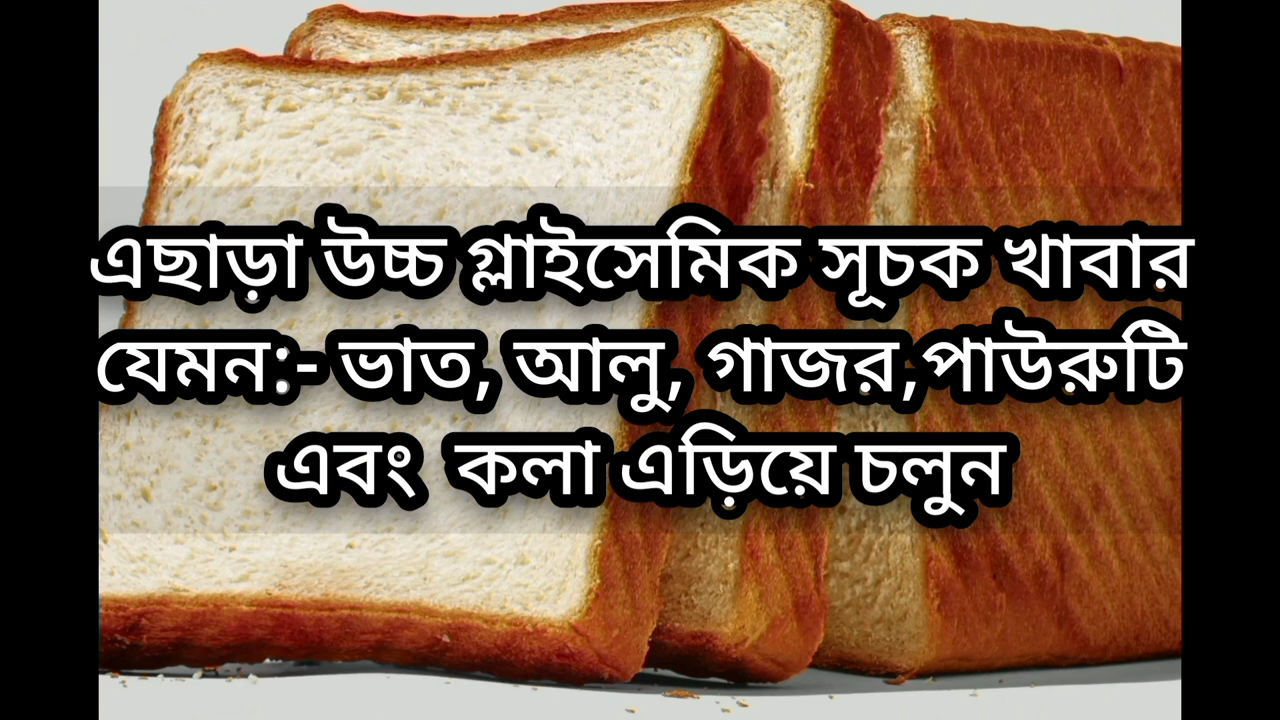 এছাড়া উচ্চ গ্লাইসেমিক সূচক খাবার
যেমন:- ভাত, আলু, গাজর,পাউরুটি
এবং কলা এড়িয়ে চলুন